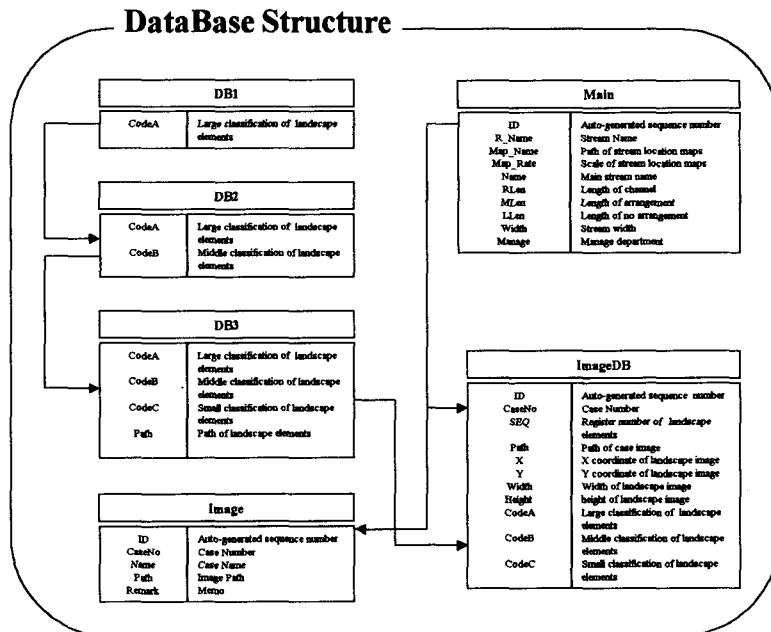 DataBase Structure
DB1
CodeA Large classification of landscape
elements
DB2
CodeA Large classification of landscape
elements
CodeB Middle classification of landscape
elements
DB3
CodeA Large classification of landscape
elements
CodeB Middle classification of landscape
elements
CodeC Small classification of landscape
elements
Path Path of landscape elements
Image
ID Auto-generated sequence number
CaseNo Case Number
Name Case Name
Path Image Path
Remark Memo
Main
ID Auto-generated sequence number
R_Name Stream Name
Map_Name Path of stream location maps
Map_Rate Scale of stream location maps
Name Main stream name
RLen Length of channel
MLen Length of arrangement
LLen Length of no arrangement
Width Stream width
Manage Manage department
ImageDB
ID Auto-generated sequence number
CaseNo Case Number
SEQ Register number of landscape
elements
Path Path of case image
X X coordinate of landscape image
Y Y coordinate of landscape image
Width Width of landscape image
Height height of landscape image
CodeA Large classification of landscape
elements
CodeB Middle classification of landscape
elements
CodeC Small classification of landscape
elements